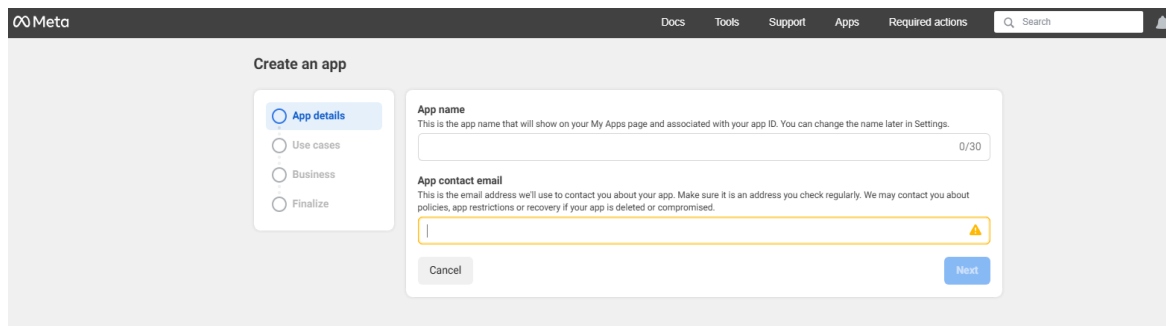 Meta
Docs Tools Support Apps Required actions Search
Create an app
App details
Use cases
Business
Finalize
App name
This is the app name that will show on your My Apps page and associated with your app ID. You can change the name later in Settings.
0/30
App contact email
This is the email address we'll use to contact you about your app. Make sure it is an address you check regularly. We may contact you about
policies, app restrictions or recovery if your app is deleted or compromised.
Cancel
Next